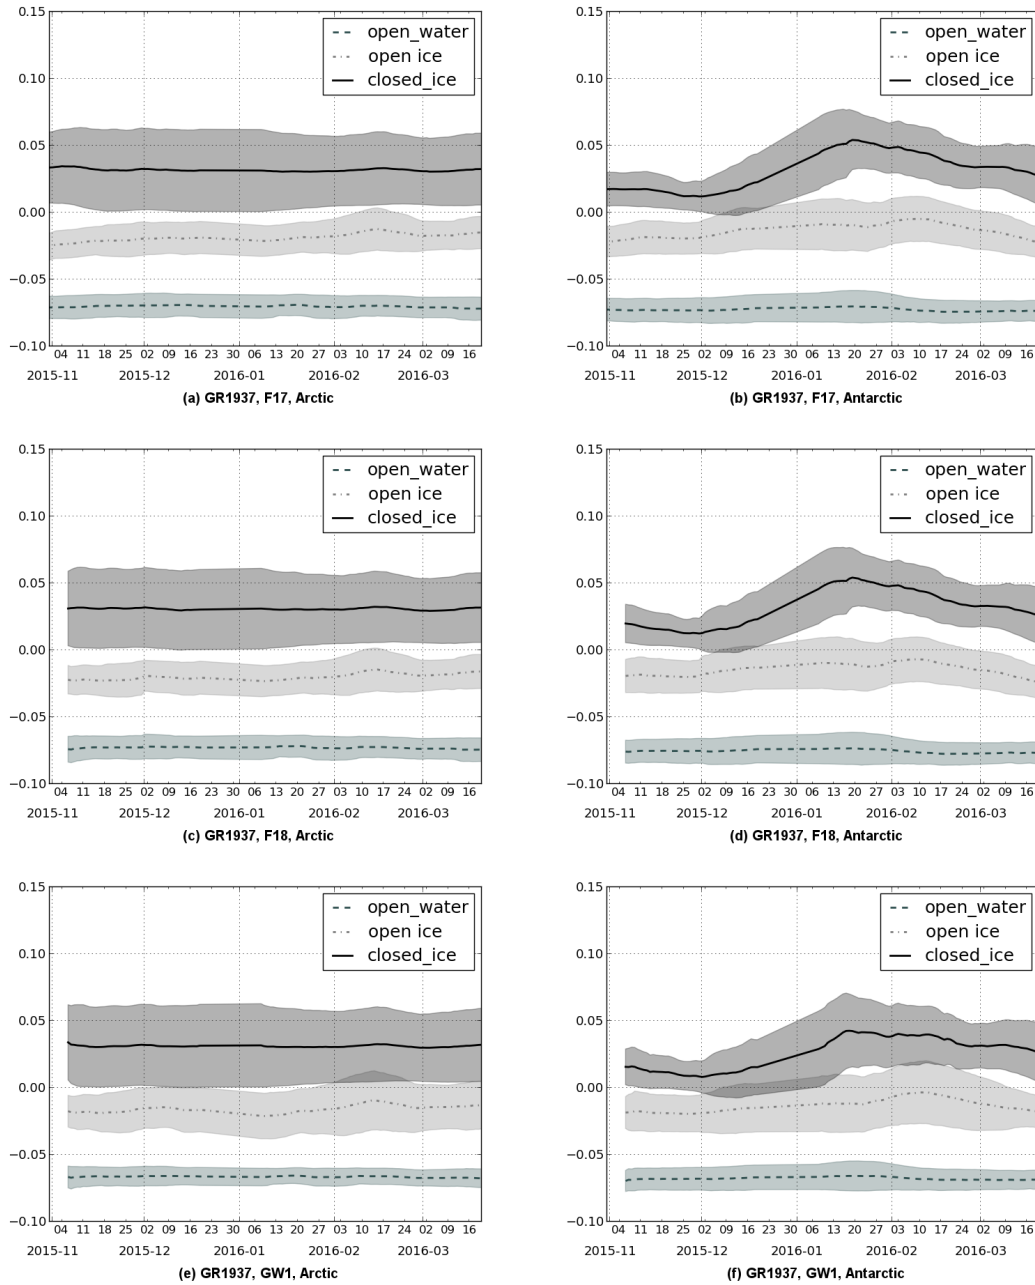 0.15
0.10
0.05
0.00
−0.05
−0.10
open_water
open ice
closed_ice
04 11 18 25 02 09 16 23 30 06 13 20 27 03 10 17 24 02 09 16
2015-11 2015-12 2016-01 2016-02 2016-03
(a) GR1937, F17, Arctic
0.15
0.10
0.05
0.00
−0.05
−0.10
open_water
open ice
closed_ice
04 11 18 25 02 09 16 23 30 06 13 20 27 03 10 17 24 02 09 16
2015-11 2015-12 2016-01 2016-02 2016-03
(b) GR1937, F17, Antarctic
0.15
0.10
0.05
0.00
−0.05
−0.10
open_water
open ice
closed_ice
04 11 18 25 02 09 16 23 30 06 13 20 27 03 10 17 24 02 09 16
2015-11 2015-12 2016-01 2016-02 2016-03
(c) GR1937, F18, Arctic
0.15
0.10
0.05
0.00
−0.05
−0.10
open_water
open ice
closed_ice
04 11 18 25 02 09 16 23 30 06 13 20 27 03 10 17 24 02 09 16
2015-11 2015-12 2016-01 2016-02 2016-03
(d) GR1937, F18, Antarctic
0.15
0.10
0.05
0.00
−0.05
−0.10
open_water
open ice
closed_ice
04 11 18 25 02 09 16 23 30 06 13 20 27 03 10 17 24 02 09 16
2015-11 2015-12 2016-01 2016-02 2016-03
(e) GR1937, GW1, Arctic
0.15
0.10
0.05
0.00
−0.05
−0.10
open_water
open ice
closed_ice
04 11 18 25 02 09 16 23 30 06 13 20 27 03 10 17 24 02 09 16
2015-11 2015-12 2016-01 2016-02 2016-03
(f) GR1937, GW1, Antarctic